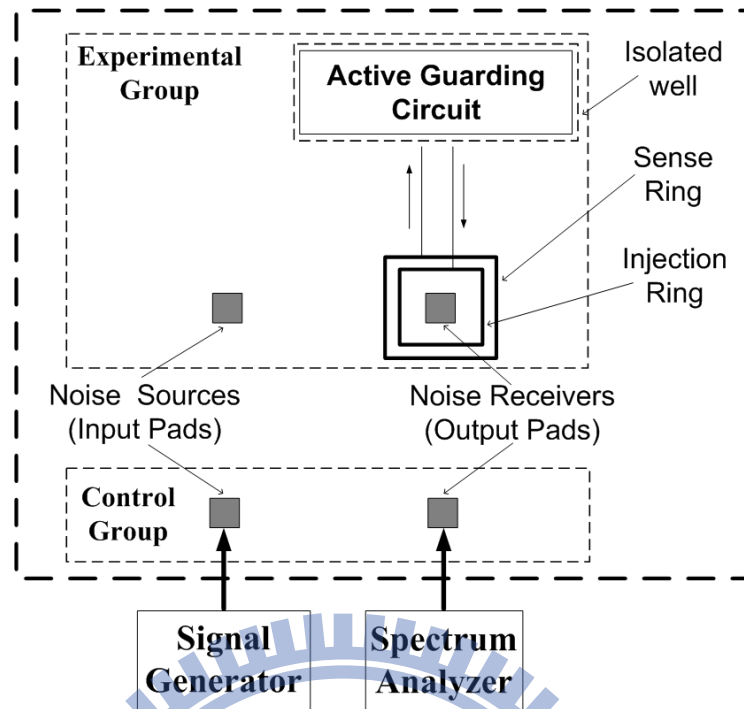 Experimental
Group
Active Guarding
Circuit
Isolated
well
Sense
Ring
Injection
Ring
Noise Sources
(Input Pads)
Noise Receivers
(Output Pads)
Control
Group
Signal
Generator
Spectrum
Analyzer